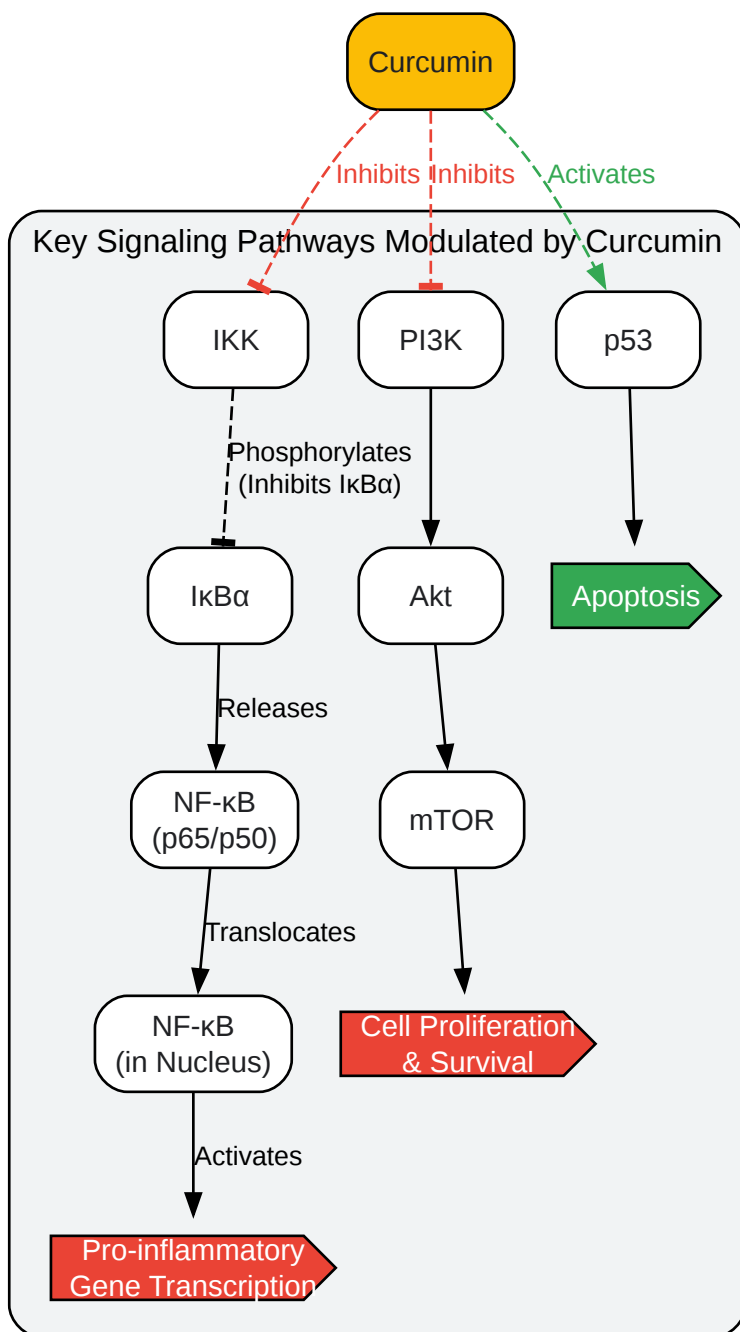 Curcumin
Inhibits
Inhibits
Activates
Key Signaling Pathways Modulated by Curcumin
IKK
PI3K
p53
Phosphorylates
(Inhibits IκBα)
IκBα
Akt
Apoptosis
Releases
NF-κB
(p65/p50)
mTOR
Translocates
NF-κB
(in Nucleus)
Cell Proliferation
& Survival
Activates
Pro-inflammatory
Gene Transcription